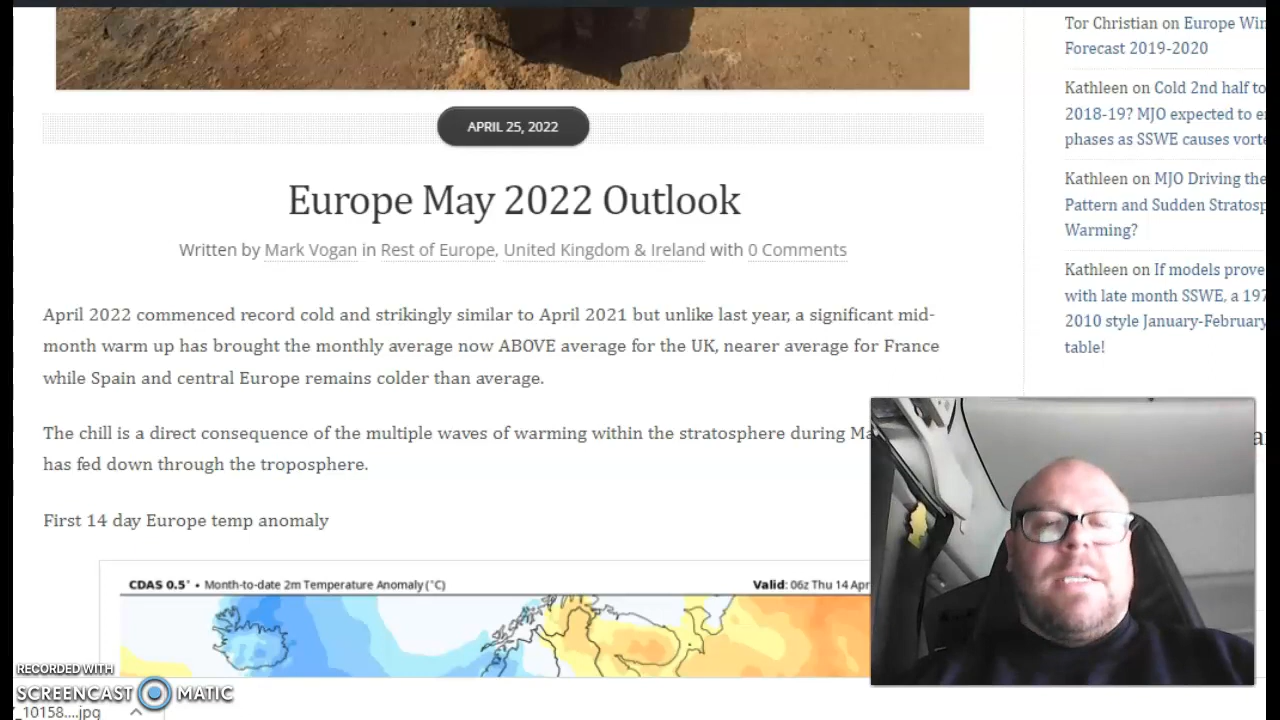 APRIL 25, 2022
Europe May 2022 Outlook
Written by Mark Vogan in Rest of Europe, United Kingdom & Ireland with 0 Comments
April 2022 commenced record cold and strikingly similar to April 2021 but unlike last year, a significant mid-
month warm up has brought the monthly average now ABOVE average for the UK, nearer average for France
while Spain and central Europe remains colder than average.
The chill is a direct consequence of the multiple waves of warming within the stratosphere during
has fed down through the troposphere.
First 14 day Europe temp anomaly
CDAS 0.5° • Month-to-date 2m Temperature Anomaly (°C)
Valid: 06z Thu 14 Apr
Tor Christian on Europe
Forecast 2019-2020
Kathleen on Cold 2nd half to
2018-19? MJO expected to
phases as SSWE causes
Kathleen on MJO Driving the
Pattern and Sudden
Warming?
Kathleen on If models prove
with late month SSWE, a
2010 style January-February
table!
RECORDED WITH
SCREENCAST MATIC
_10158....jpg